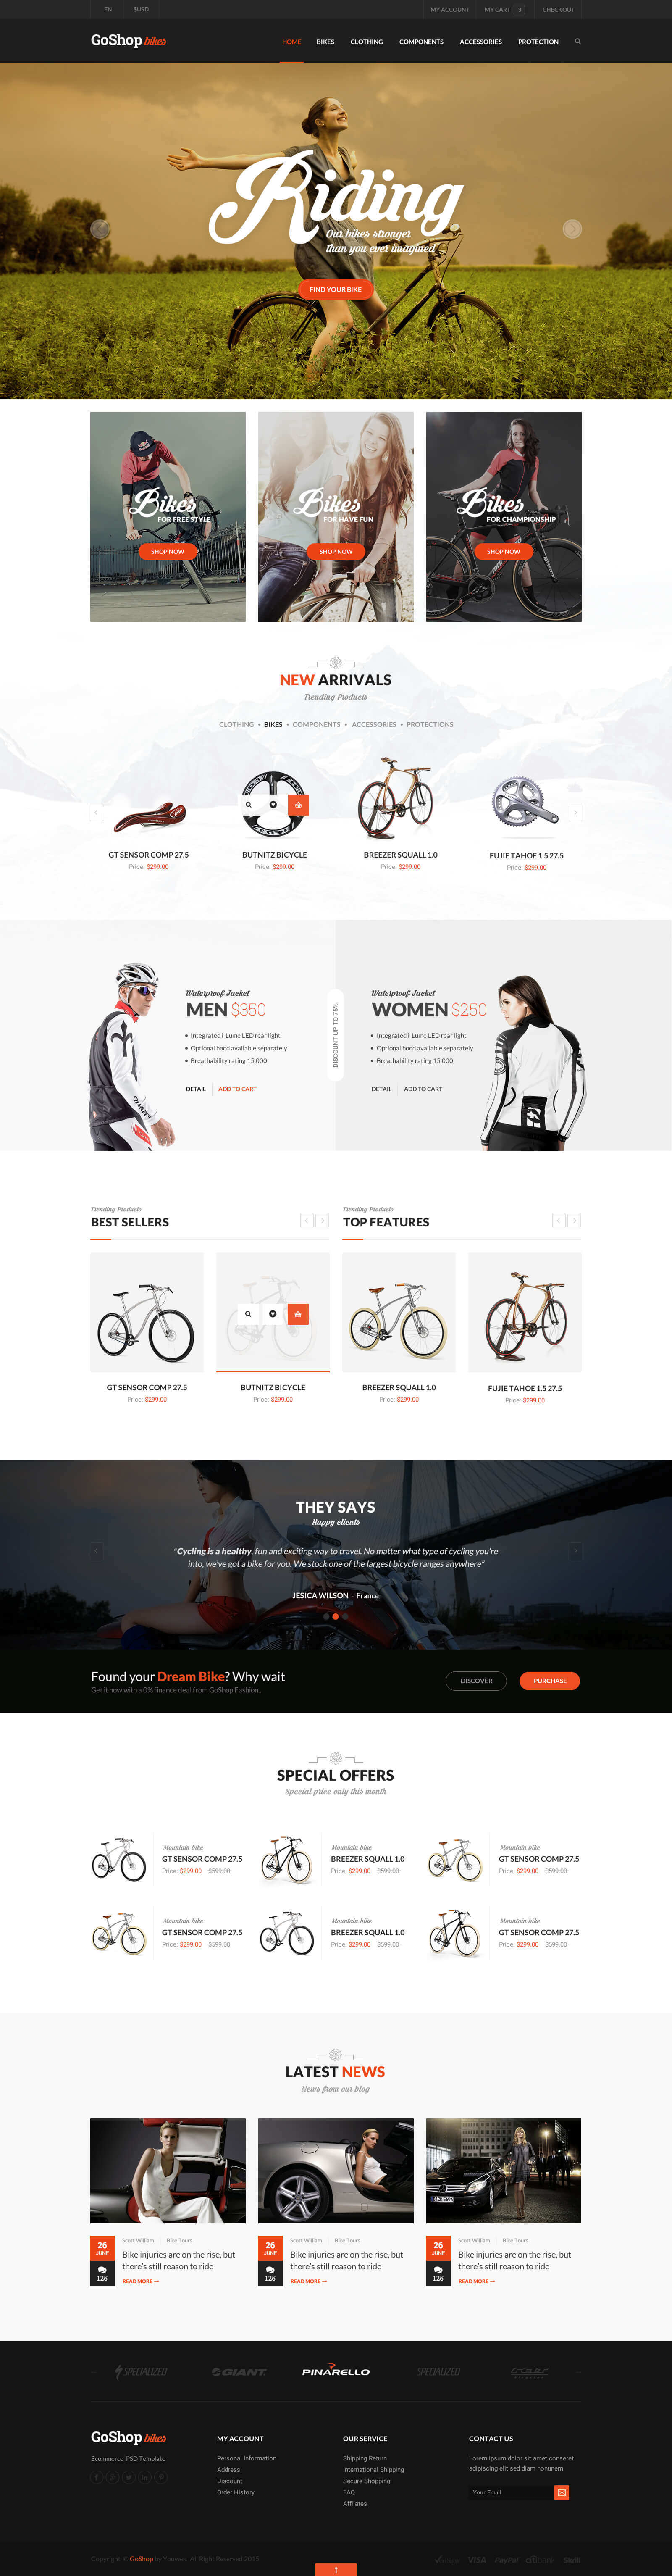 EN $USD MY ACCOUNT MY CART 3 CHECKOUT
GoShop bikes HOME BIKES CLOTHING COMPONENTS ACCESSORIES PROTECTION
Riding
Our bikes stronger
than you ever imagined
FIND YOUR BIKE
Bikes
FOR FREE STYLE
SHOP NOW
Bikes
FOR HAVE FUN
SHOP NOW
Bikes
FOR CHAMPIONSHIP
SHOP NOW
NEW ARRIVALS
Trending Products
CLOTHING • BIKES • COMPONENTS • ACCESSORIES • PROTECTIONS
GT SENSOR COMP 27.5
Price: $299.00
BUTNITZ BICYCLE
Price: $299.00
BREEZER SQUALL 1.0
Price: $299.00
FUJIE TAHOE 1.5 27.5
Price: $299.00
Waterproof Jacket
MEN $350
• Integrated i-Lume LED rear light
• Optional hood available separately
• Breathability rating 15,000
DETAIL ADD TO CART
DISCOUNT UP TO 75%
Waterproof Jacket
WOMEN $250
• Integrated i-Lume LED rear light
• Optional hood available separately
• Breathability rating 15,000
DETAIL ADD TO CART
Trending Products
BEST SELLERS
Trending Products
TOP FEATURES
GT SENSOR COMP 27.5
Price: $299.00
BUTNITZ BICYCLE
Price: $299.00
BREEZER SQUALL 1.0
Price: $299.00
FUJIE TAHOE 1.5 27.5
Price: $299.00
THEY SAYS
Happy clients
“Cycling is a healthy, fun and exciting way to travel. No matter what type of cycling you’re
into, we’ve got a bike for you. We stock one of the largest bicycle ranges anywhere”
JESICA WILSON - France
Found your Dream Bike? Why wait
Get it now with a 0% finance deal from GoShop Fashion..
DISCOVER PURCHASE
SPECIAL OFFERS
Special price only this month
Mountain bike
GT SENSOR COMP 27.5
Price: $299.00 $599.00
Mountain bike
BREEZER SQUALL 1.0
Price: $299.00 $599.00
Mountain bike
GT SENSOR COMP 27.5
Price: $299.00 $599.00
Mountain bike
GT SENSOR COMP 27.5
Price: $299.00 $599.00
Mountain bike
BREEZER SQUALL 1.0
Price: $299.00 $599.00
Mountain bike
GT SENSOR COMP 27.5
Price: $299.00 $599.00
LATEST NEWS
News from our blog
26
JUNE
125
Scott William Bike Tours
Bike injuries are on the rise, but
there’s still reason to ride
READ MORE
26
JUNE
125
Scott William Bike Tours
Bike injuries are on the rise, but
there’s still reason to ride
READ MORE
26
JUNE
125
Scott William Bike Tours
Bike injuries are on the rise, but
there’s still reason to ride
READ MORE
SPECIALIZED GIANT PINARELLO SPECIALIZED
GoShop bikes
Ecommerce PSD Template
MY ACCOUNT
Personal Information
Address
Discount
Order History
OUR SERVICE
Shipping Return
International Shipping
Secure Shopping
FAQ
Affliates
CONTACT US
Lorem ipsum dolor sit amet conseret
adipiscing elit sed diam nonunem.
Your Email
Copyright © GoShop by All Right Reserved 2015
VISA PayPal Skrill